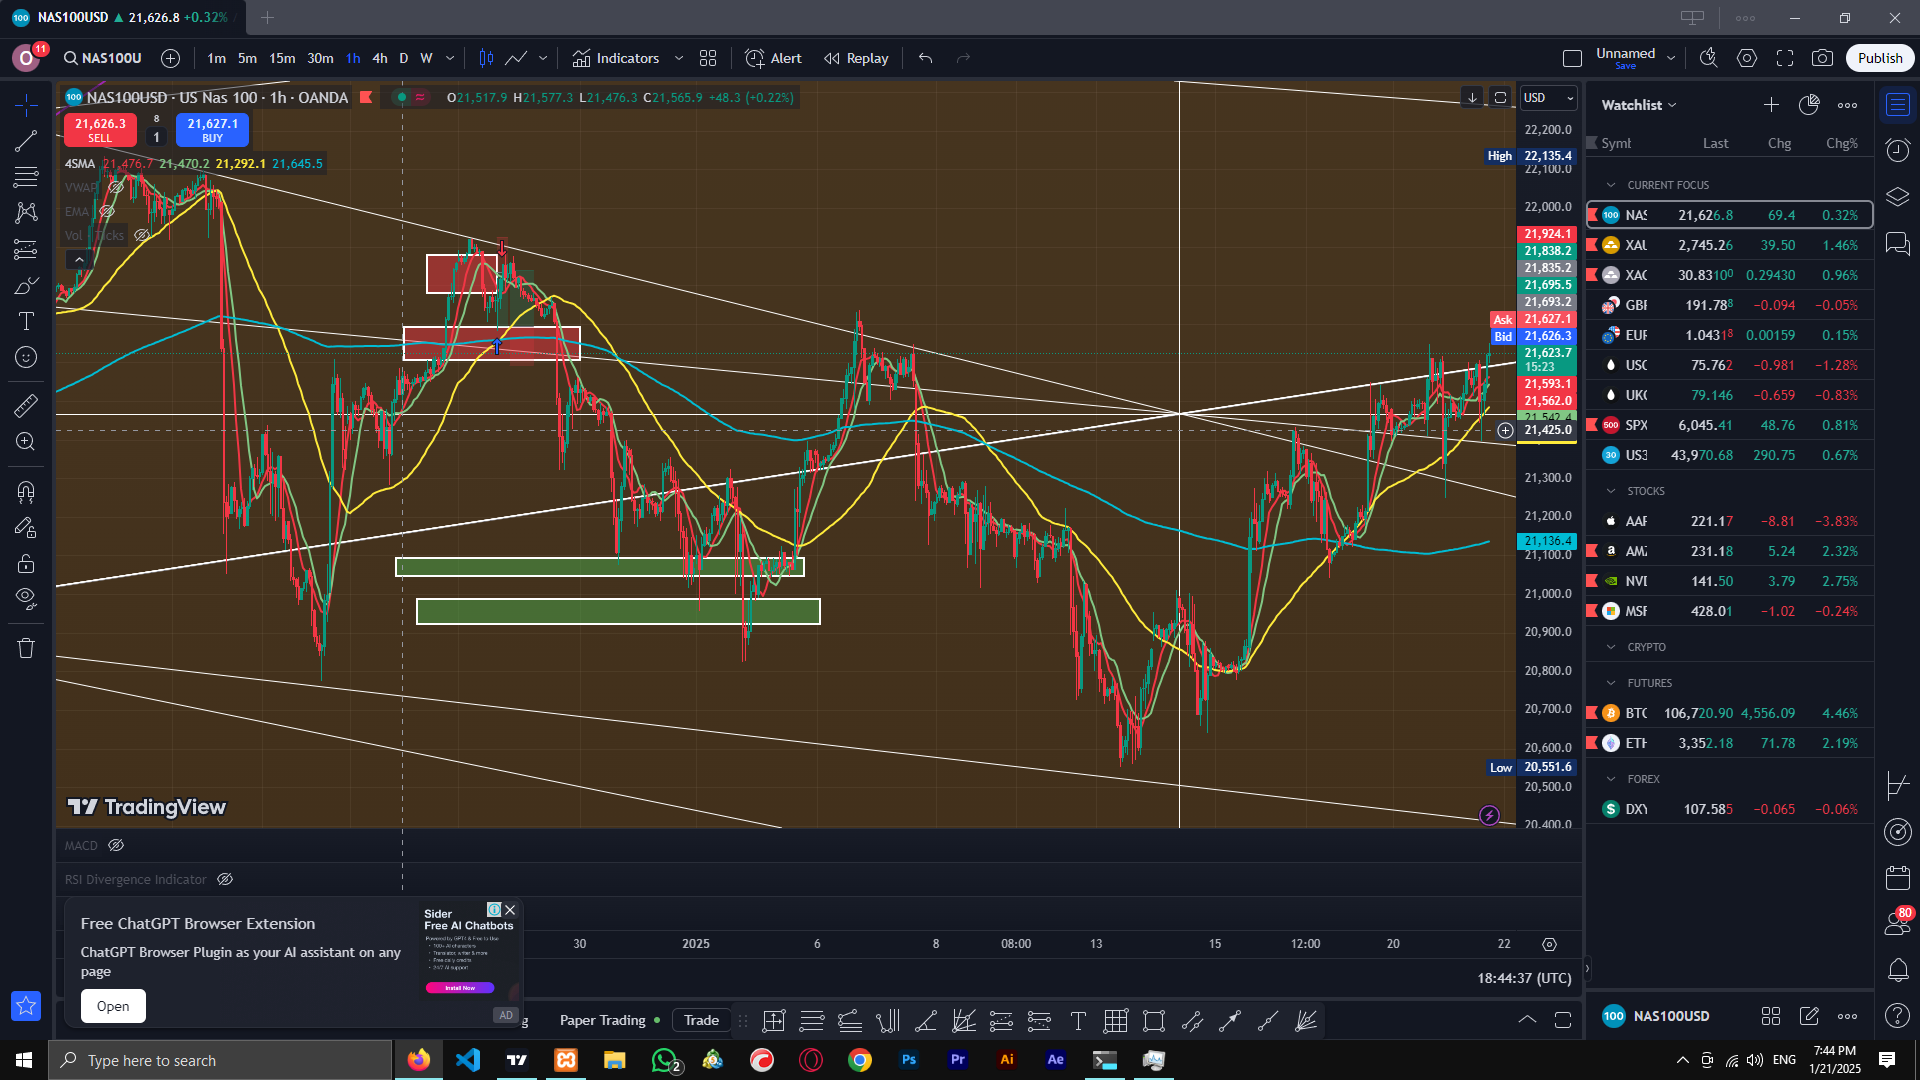 NAS100USD ▲ 21,626.8 +0.32%
O 11 NAS100U 1m 5m 15m 30m 1h 4h D W Indicators Alert Replay Unnamed Save Publish
100 NAS100USD · US Nas 100 · 1h · OANDA O21,517.9 H21,577.3 L21,476.3 C21,565.9 +48.3 (+0.22%)
21,626.3 SELL 8 1 21,627.1 BUY
4SMA 21,476.7 21,470.2 21,292.1 21,645.5
VWAP
EMA
Vol · Ticks
USD
22,200.0
High 22,135.4
22,100.0
22,000.0
21,924.1
21,838.2
21,835.2
21,695.5
21,693.2
Ask 21,627.1
Bid 21,626.3
21,623.7
15:23
21,593.1
21,562.0
21,542.4
21,425.0
21,300.0
21,200.0
21,136.4
21,100.0
21,000.0
20,900.0
20,800.0
20,700.0
20,600.0
Low 20,551.6
20,500.0
20,400.0
TradingView
MACD
RSI Divergence Indicator
30 2025 6 8 08:00 13 15 12:00 20 22
18:44:37 (UTC)
Free ChatGPT Browser Extension
ChatGPT Browser Plugin as your AI assistant on any
page
Open
Sider
Free AI Chatbots
Install Now
AD
g Paper Trading Trade
Watchlist
Symb Last Chg Chg%
CURRENT FOCUS
100 NAS 21,626.8 69.4 0.32%
XAU 2,745.26 39.50 1.46%
XAG 30.83100 0.29430 0.96%
GBP 191.788 −0.094 −0.05%
EUR 1.04318 0.00159 0.15%
USO 75.762 −0.981 −1.28%
UKO 79.146 −0.659 −0.83%
500 SPX 6,045.41 48.76 0.81%
30 US3 43,970.68 290.75 0.67%
STOCKS
AAP 221.17 −8.81 −3.83%
AMZ 231.18 5.24 2.32%
NVD 141.50 3.79 2.75%
MSF 428.01 −1.02 −0.24%
CRYPTO
FUTURES
BTC 106,720.90 4,556.09 4.46%
ETH 3,352.18 71.78 2.19%
FOREX
DXY 107.585 −0.065 −0.06%
80
100 NAS100USD
Type here to search
2
Ps Pr Ai Ae
ENG
7:44 PM
1/21/2025